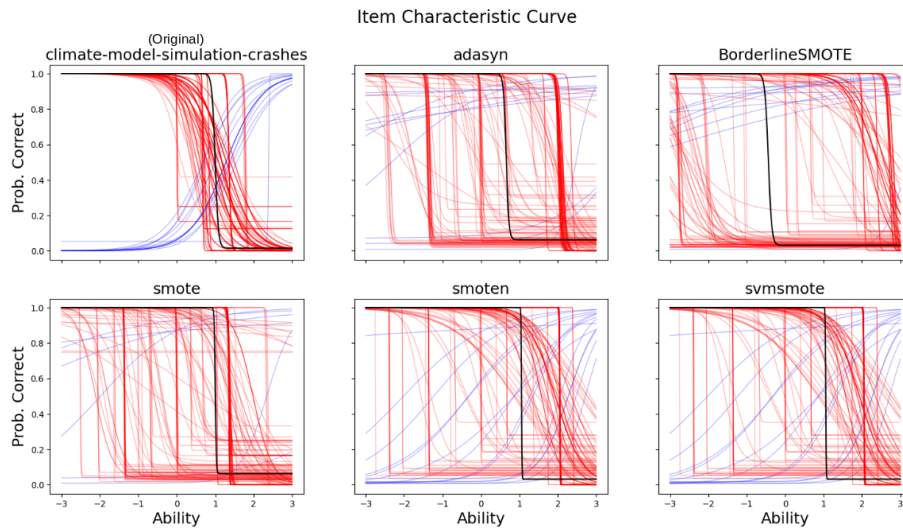 Item Characteristic Curve
(Original)
climate-model-simulation-crashes
adasyn
BorderlineSMOTE
Prob. Correct
1.0
0.8
0.6
0.4
0.2
0.0
smote
smoten
svmsmote
Prob. Correct
1.0
0.8
0.6
0.4
0.2
0.0
−3 −2 −1 0 1 2 3
−3 −2 −1 0 1 2 3
−3 −2 −1 0 1 2 3
Ability
Ability
Ability